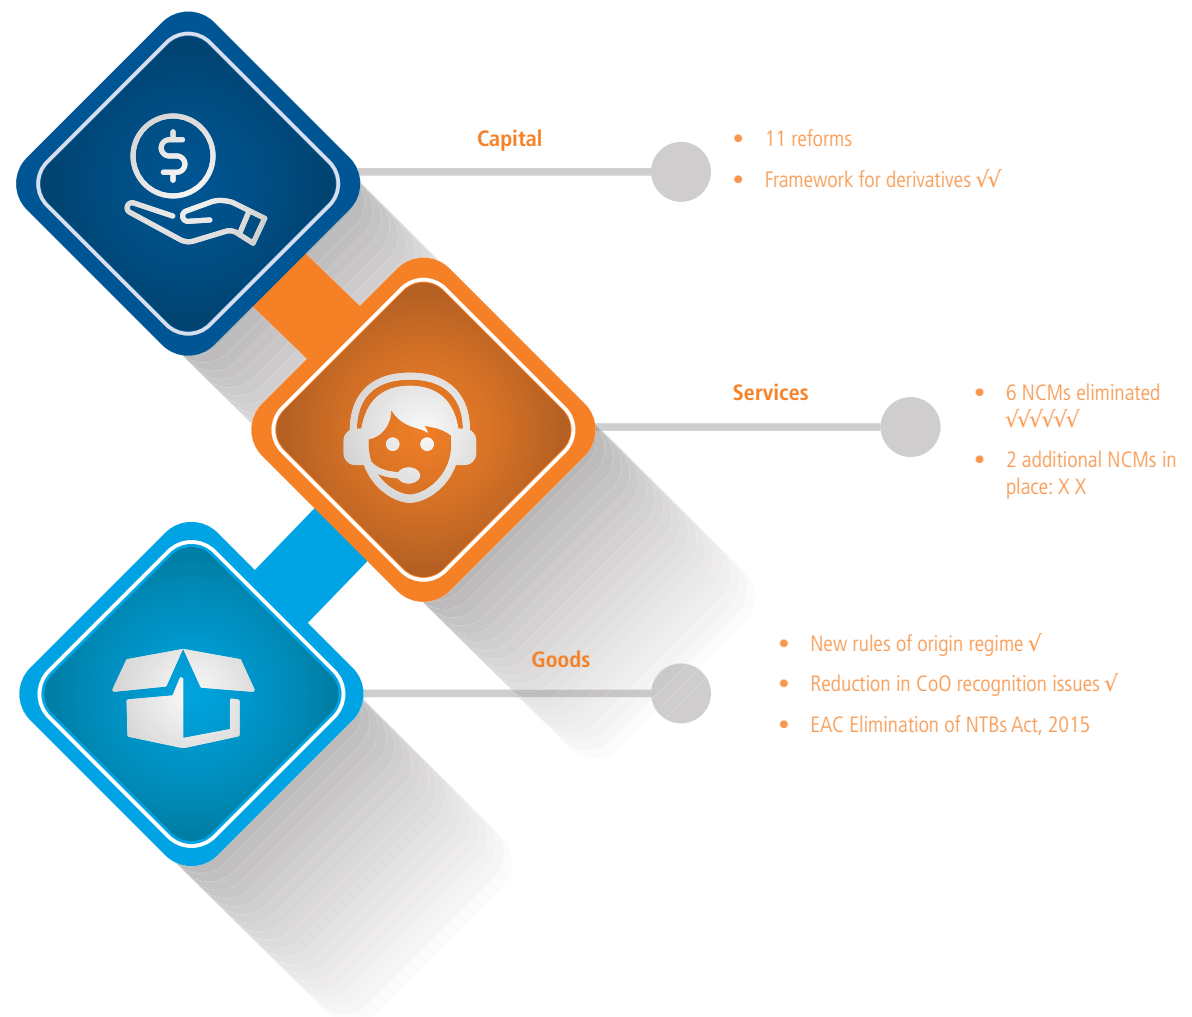 Capital
• 11 reforms
• Framework for derivatives √√
Services
• 6 NCMs eliminated
√√√√√√
• 2 additional NCMs in
place: X X
Goods
• New rules of origin regime √
• Reduction in CoO recognition issues √
• EAC Elimination of NTBs Act, 2015
$